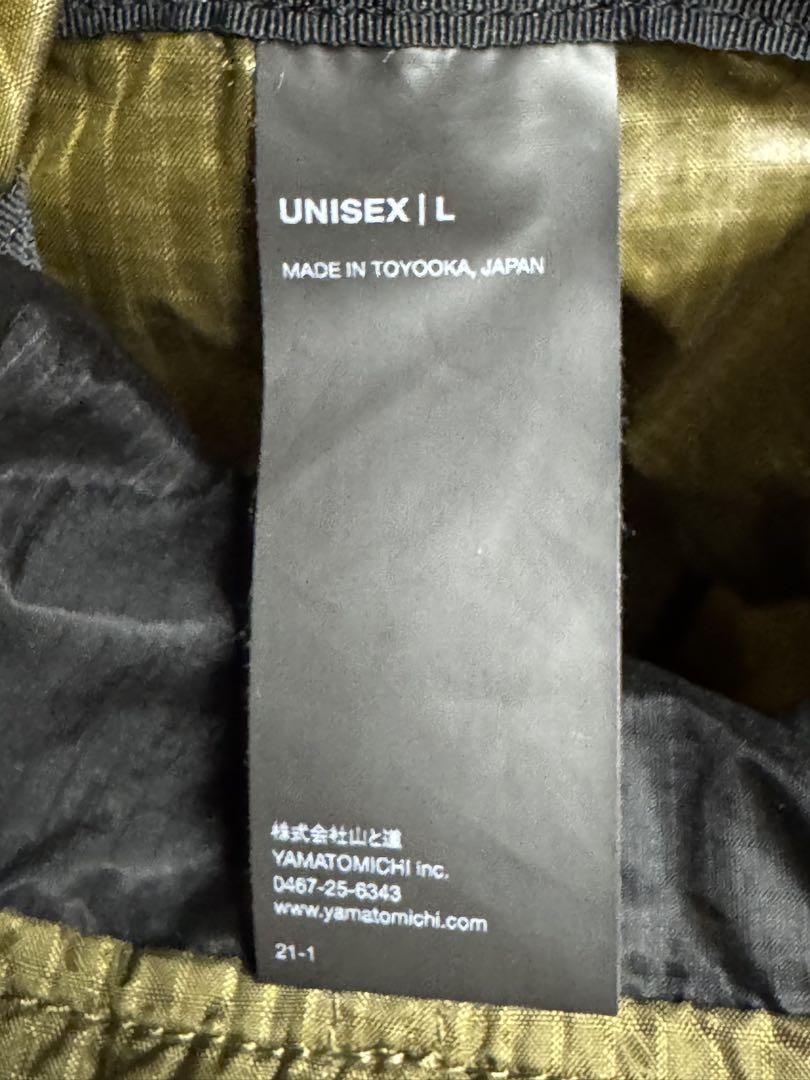 UNISEX | L
MADE IN TOYOOKA, JAPAN
株式会社山と道
YAMATOMICHI inc.
0467-25-6343
www.yamatomichi.com
21-1